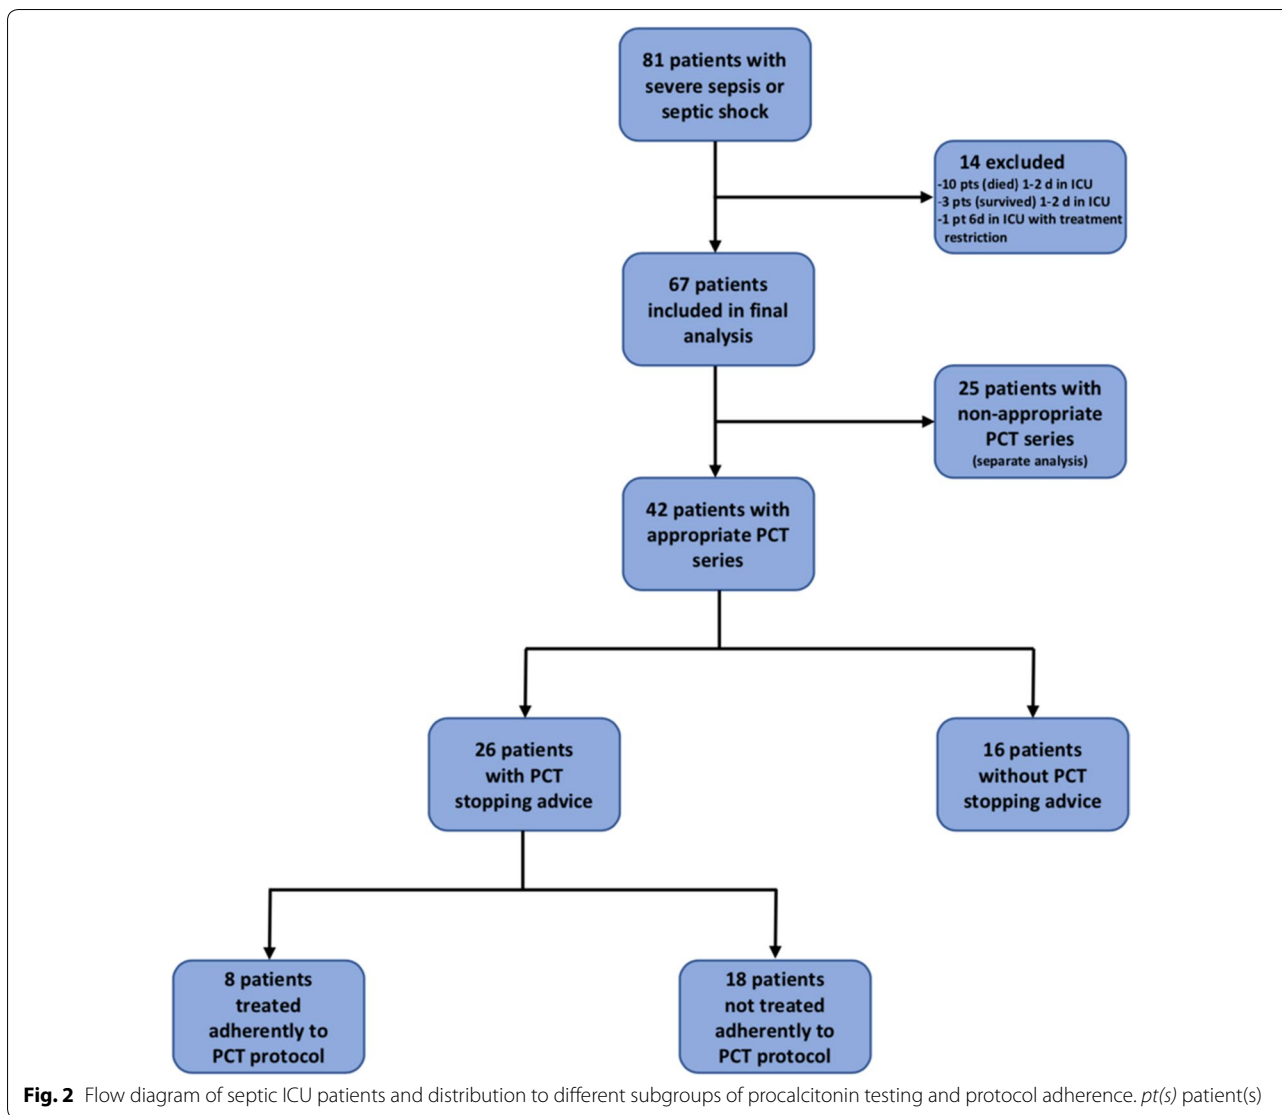 81 patients with
severe sepsis or
septic shock
14 excluded
-10 pts (died) 1-2 d in ICU
-3 pts (survived) 1-2 d in ICU
-1 pt 6d in ICU with treatment
restriction
67 patients
included in final
analysis
25 patients with
non-appropriate
PCT series
(separate analysis)
42 patients with
appropriate PCT
series
26 patients
with PCT
stopping advice
16 patients
without PCT
stopping advice
8 patients
treated
adherently to
PCT protocol
18 patients
not treated
adherently to
PCT protocol
Fig. 2 Flow diagram of septic ICU patients and distribution to different subgroups of procalcitonin testing and protocol adherence. pt(s) patient(s)